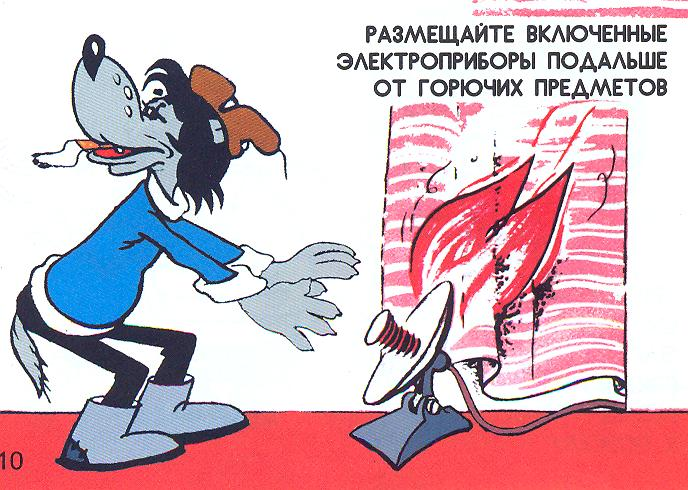 РАЗМЕЩАЙТЕ ВКЛЮЧЕННЫЕ
ЭЛЕКТРОПРИБОРЫ ПОДАЛЬШЕ
ОТ ГОРЮЧИХ ПРЕДМЕТОВ
10